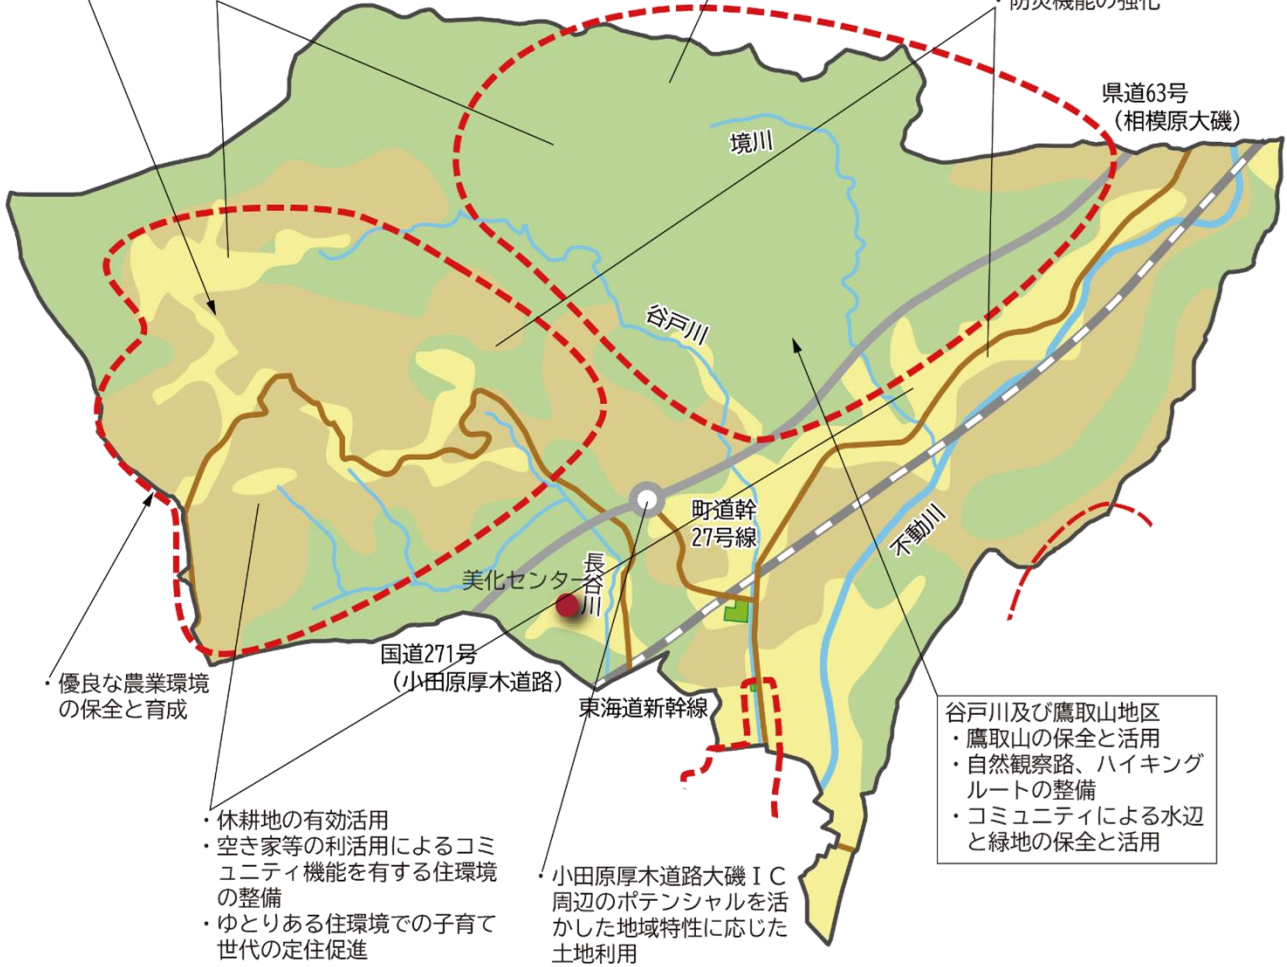 ・防災機能の強化
県道63号
（相模原大磯）
境川
谷戸川
町道幹
27号線
不動川
長谷川
美化センター
国道271号
（小田原厚木道路）
東海道新幹線
・優良な農業環境
の保全と育成
谷戸川及び鷹取山地区
・鷹取山の保全と活用
・自然観察路、ハイキング
ルートの整備
・コミュニティによる水辺
と緑地の保全と活用
・休耕地の有効活用
・空き家等の利活用によるコミ
ュニティ機能を有する住環境
の整備
・ゆとりある住環境での子育て
世代の定住促進
・小田原厚木道路大磯ＩＣ
周辺のポテンシャルを活
かした地域特性に応じた
土地利用